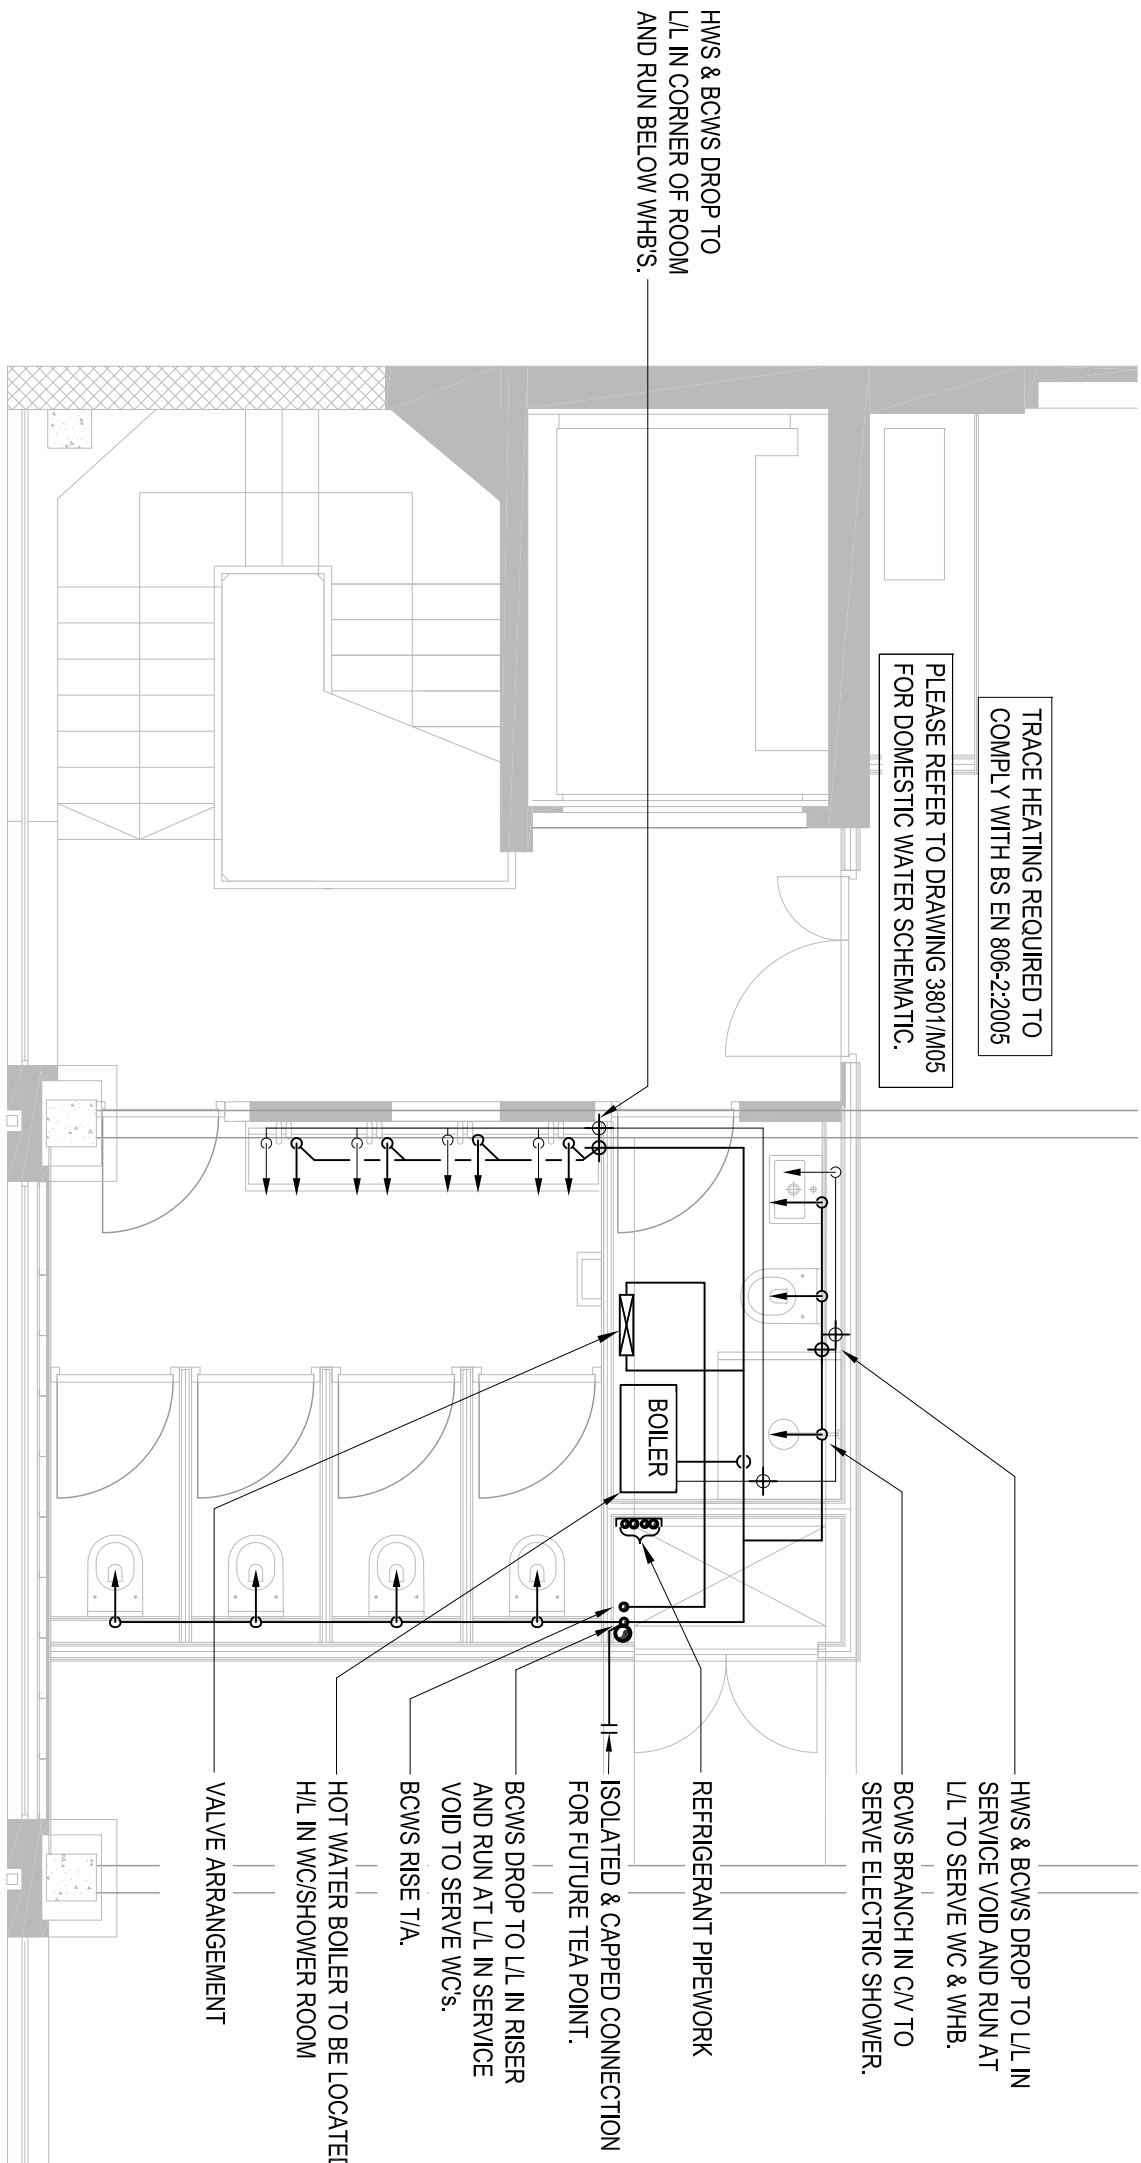 HWS & BCWS DROP TO
L/L IN CORNER OF ROOM
AND RUN BELOW WHB'S.
TRACE HEATING REQUIRED TO
COMPLY WITH BS EN 806-2:2005
PLEASE REFER TO DRAWING 3801/M05
FOR DOMESTIC WATER SCHEMATIC.
BOILER
HWS & BCWS DROP TO L/L IN
SERVICE VOID AND RUN AT
L/L TO SERVE WC & WHB.
BCWS BRANCH IN C/V TO
SERVE ELECTRIC SHOWER.
REFRIGERANT PIPEWORK
ISOLATED & CAPPED CONNECTION
FOR FUTURE TEA POINT.
BCWS DROP TO L/L IN RISER
AND RUN AT L/L IN SERVICE
VOID TO SERVE WC's.
BCWS RISE T/A.
HOT WATER BOILER TO BE LOCATED
H/L IN WC/SHOWER ROOM
VALVE ARRANGEMENT